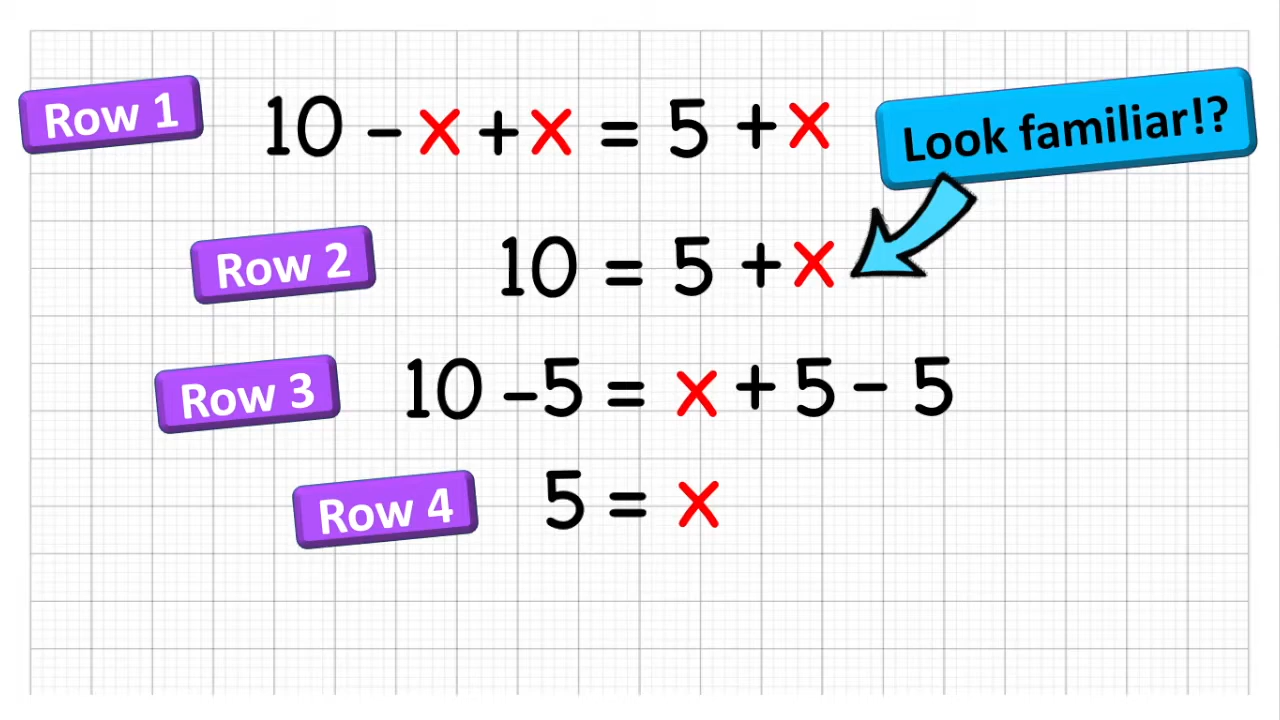 Row 1 10 - x + x = 5 + x Look familiar!?
Row 2 10 = 5 + x
Row 3 10 - 5 = x + 5 - 5
Row 4 5 = x